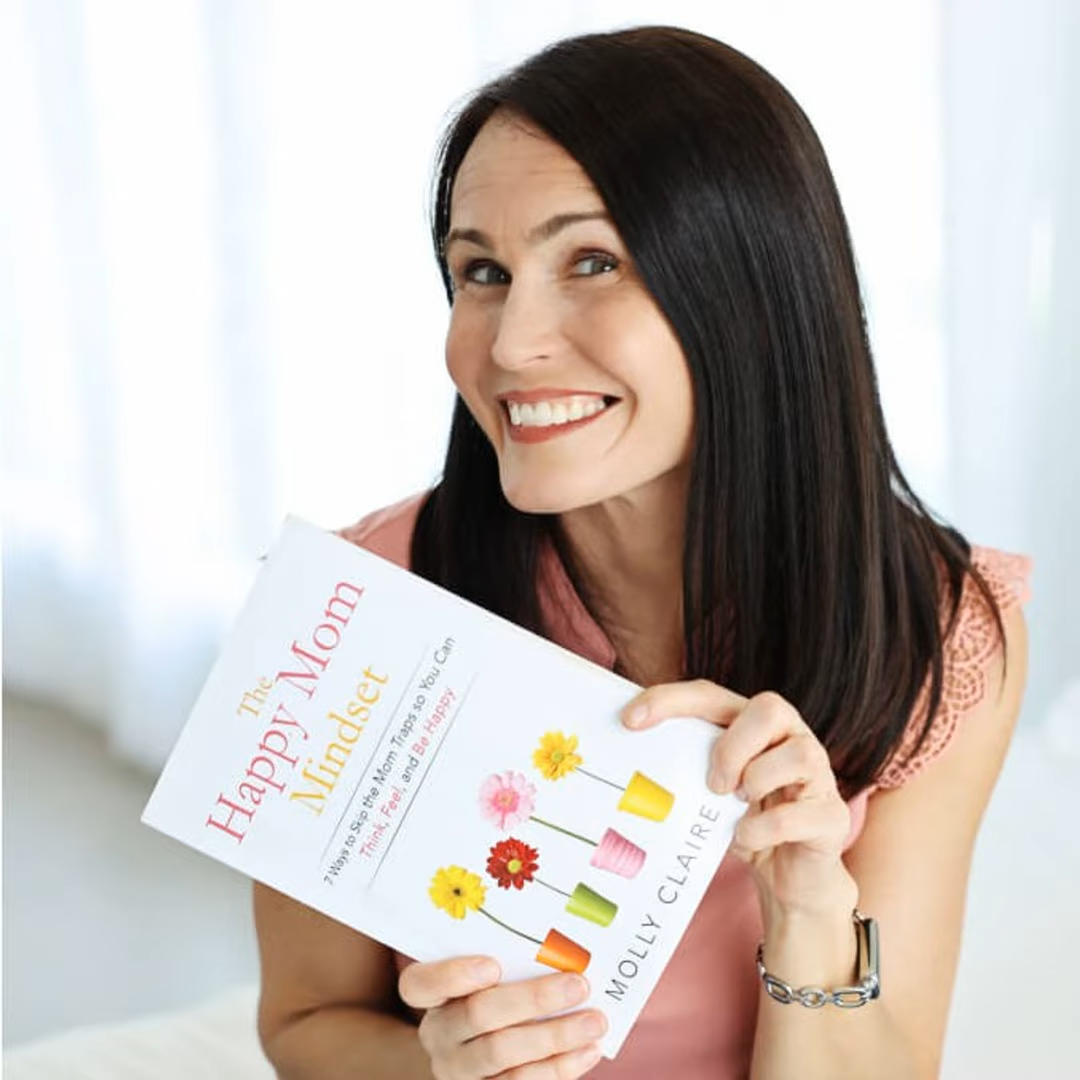 The
Happy Mom
Mindset
7 Ways to Skip the Mom Traps so You Can
Think, Feel, and Be Happy
MOLLY CLAIRE